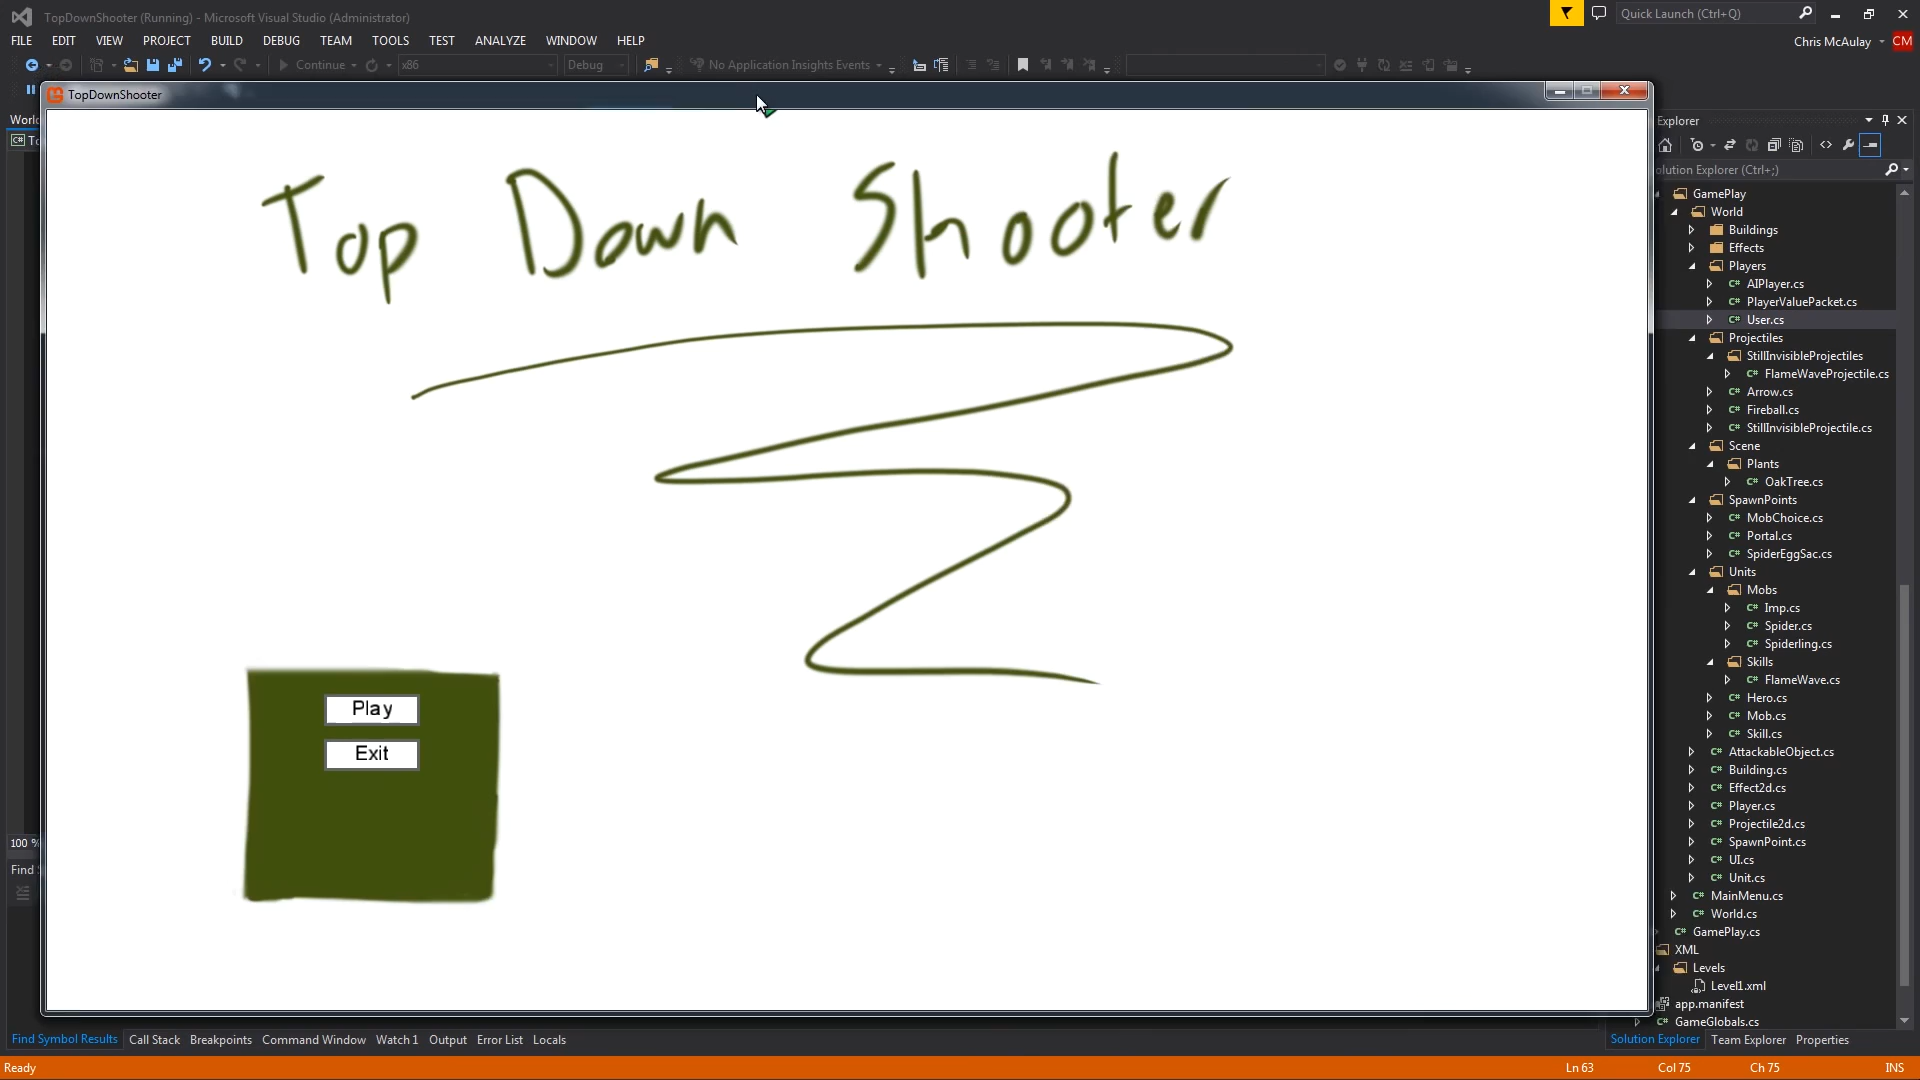 TopDownShooter (Running) - Microsoft Visual Studio (Administrator)
Quick Launch (Ctrl+Q)
FILE EDIT VIEW PROJECT BUILD DEBUG TEAM TOOLS TEST ANALYZE WINDOW HELP
Chris McAulay CM
Continue x86 Debug No Application Insights Events
TopDownShooter
World
Explorer
olution Explorer (Ctrl+;)
Top Down Shooter
Play
Exit
GamePlay
World
Buildings
Effects
Players
C# AIPlayer.cs
C# PlayerValuePacket.cs
C# User.cs
Projectiles
StillInvisibleProjectiles
C# FlameWaveProjectile.cs
C# Arrow.cs
C# Fireball.cs
C# StillInvisibleProjectile.cs
Scene
Plants
C# OakTree.cs
SpawnPoints
C# MobChoice.cs
C# Portal.cs
C# SpiderEggSac.cs
Units
Mobs
C# Imp.cs
C# Spider.cs
C# Spiderling.cs
Skills
C# FlameWave.cs
C# Hero.cs
C# Mob.cs
C# Skill.cs
C# AttackableObject.cs
C# Building.cs
C# Effect2d.cs
C# Player.cs
C# Projectile2d.cs
C# SpawnPoint.cs
C# UI.cs
C# Unit.cs
C# MainMenu.cs
C# World.cs
C# GamePlay.cs
XML
Levels
Level1.xml
app.manifest
C# GameGlobals.cs
100 %
Find
Find Symbol Results Call Stack Breakpoints Command Window Watch 1 Output Error List Locals
Solution Explorer Team Explorer Properties
Ready Ln 63 Col 75 Ch 75 INS